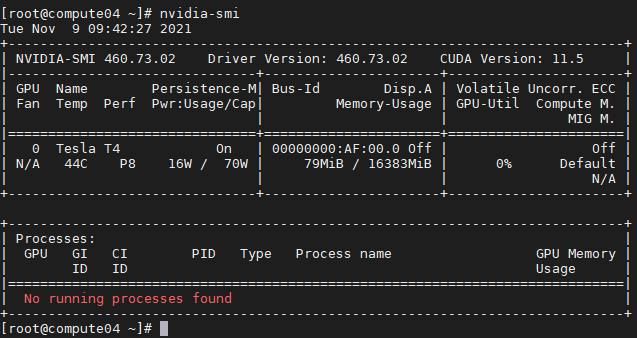 [root@compute04 ~]# nvidia-smi
Tue Nov  9 09:42:27 2021
+-----------------------------------------------------------------------------+
| NVIDIA-SMI 460.73.02    Driver Version: 460.73.02    CUDA Version: 11.5     |
|-------------------------------+----------------------+----------------------+
| GPU  Name        Persistence-M| Bus-Id        Disp.A | Volatile Uncorr. ECC |
| Fan  Temp  Perf  Pwr:Usage/Cap|         Memory-Usage | GPU-Util  Compute M. |
|                               |                      |               MIG M. |
|===============================+======================+======================|
|   0  Tesla T4            On   | 00000000:AF:00.0 Off |                  Off |
| N/A   44C    P8    16W /  70W |     79MiB / 16383MiB |      0%      Default |
|                               |                      |                  N/A |
+-------------------------------+----------------------+----------------------+

+-----------------------------------------------------------------------------+
| Processes:                                                                  |
|  GPU   GI   CI        PID   Type   Process name                  GPU Memory |
|        ID   ID                                                   Usage      |
|=============================================================================|
|  No running processes found                                                 |
+-----------------------------------------------------------------------------+
[root@compute04 ~]#